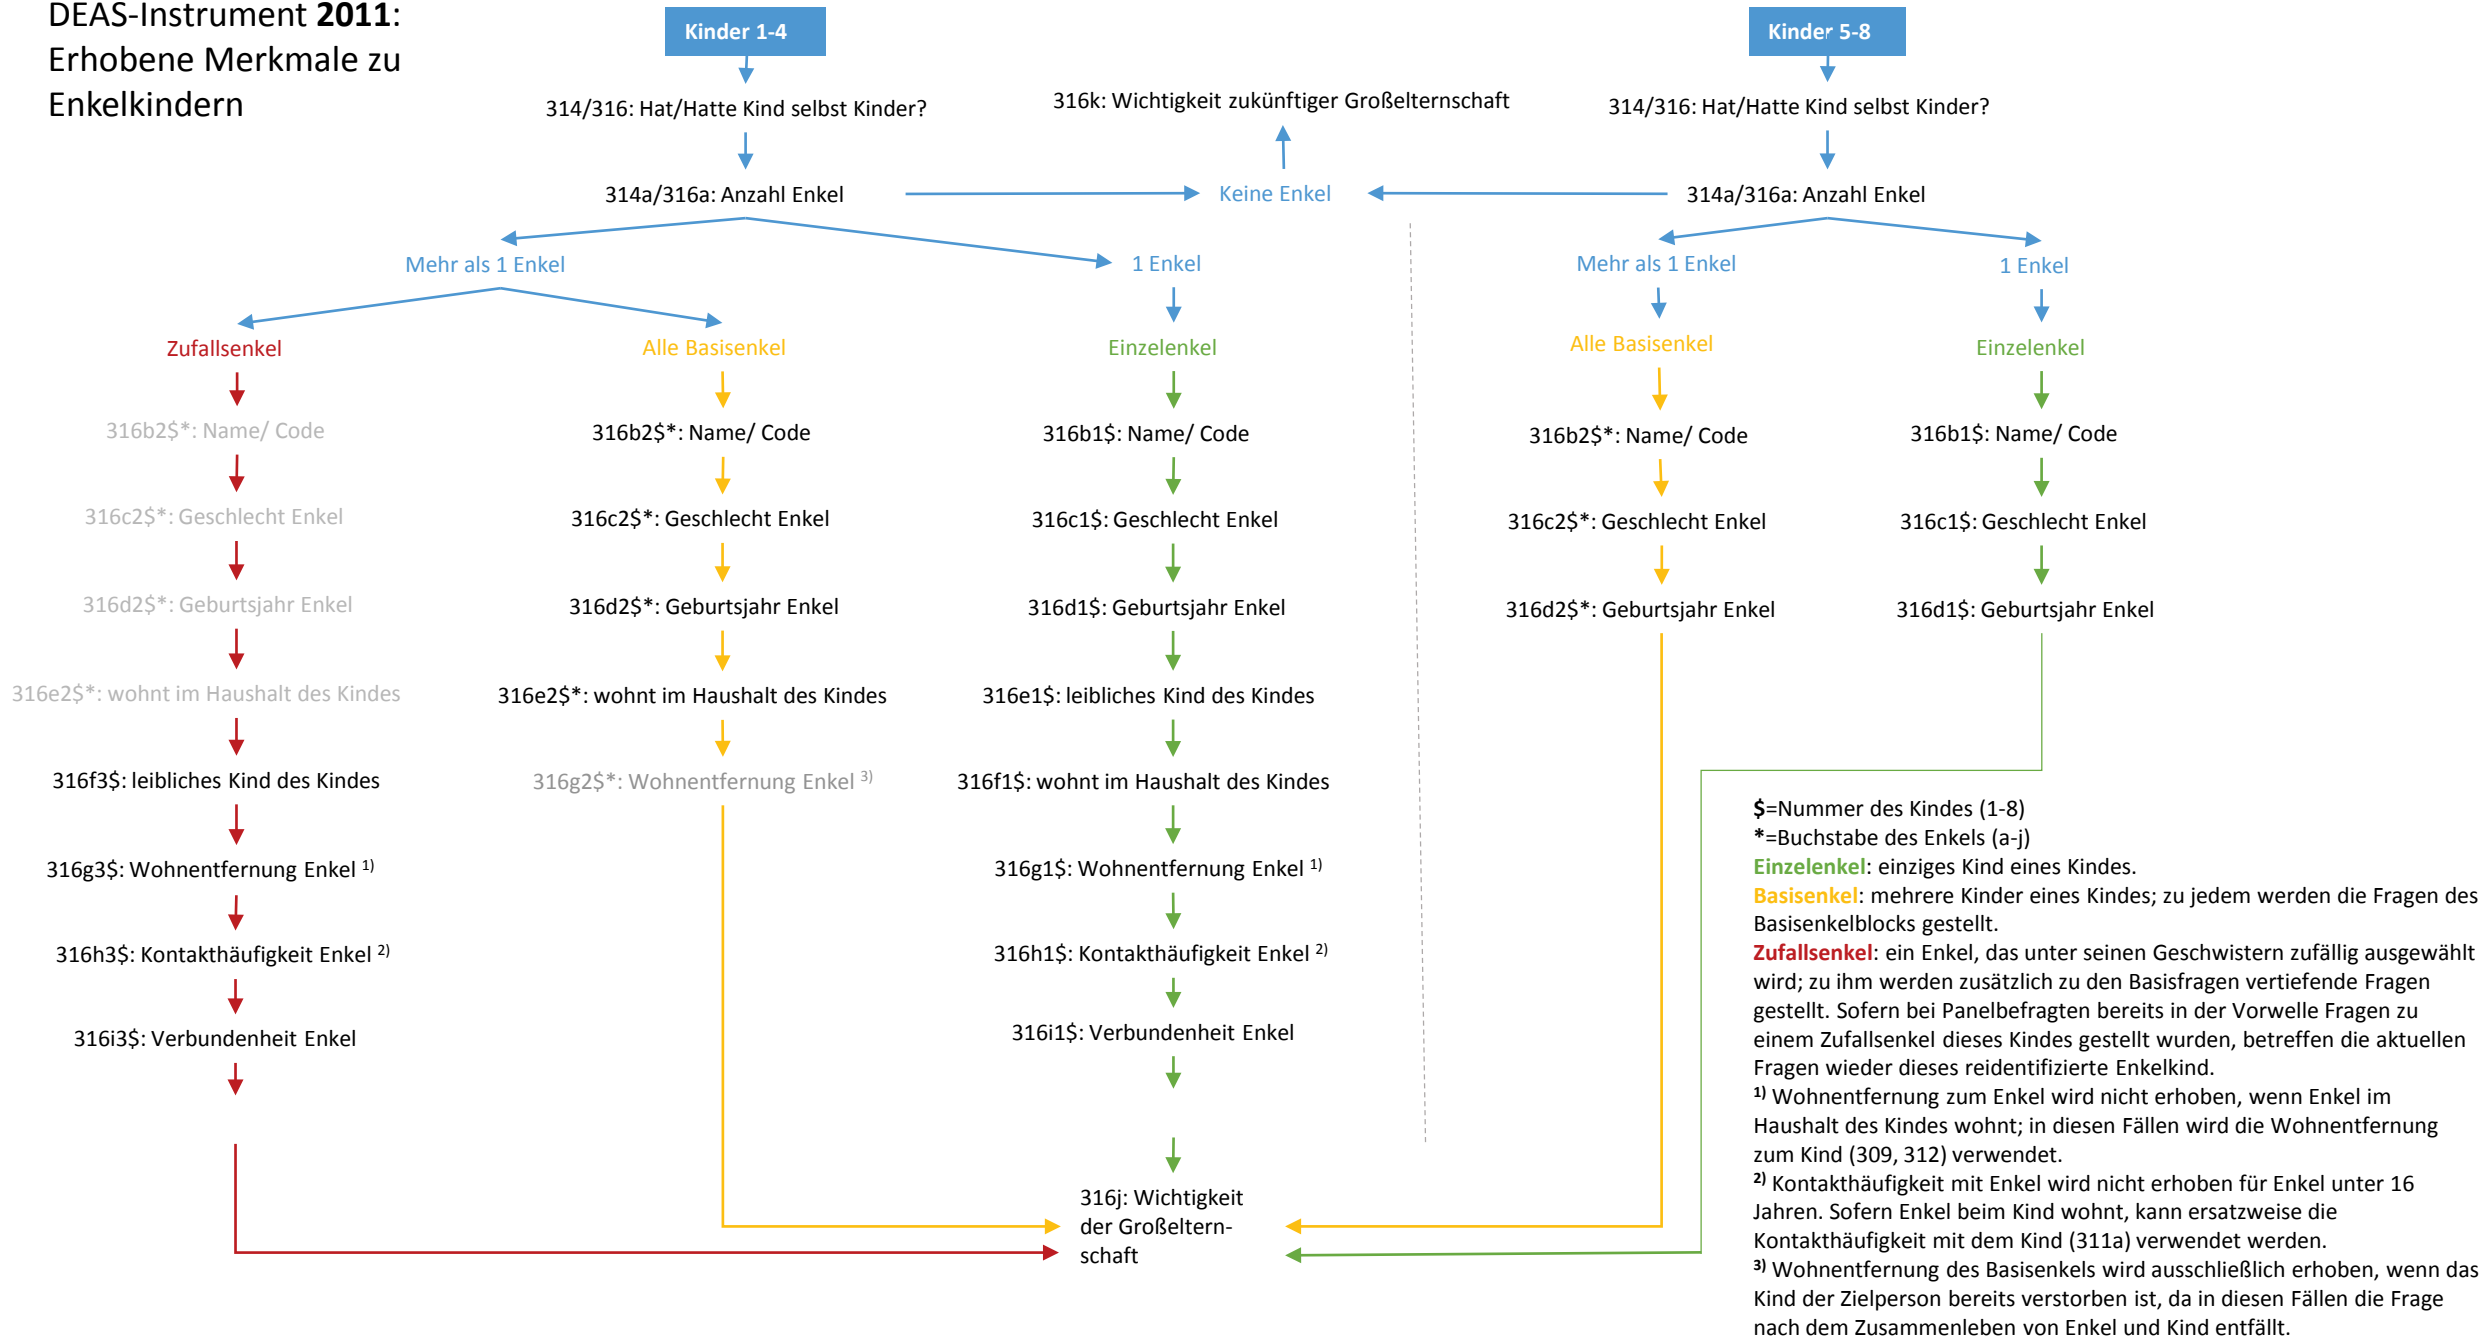 DEAS-Instrument 2011:
Erhobene Merkmale zu
Enkelkindern
Kinder 1-4
Kinder 5-8
314/316: Hat/Hatte Kind selbst Kinder?
316k: Wichtigkeit zukünftiger Großelternschaft
314/316: Hat/Hatte Kind selbst Kinder?
314a/316a: Anzahl Enkel
Keine Enkel
314a/316a: Anzahl Enkel
Mehr als 1 Enkel
1 Enkel
Mehr als 1 Enkel
1 Enkel
Zufallsenkel
Alle Basisenkel
Einzelenkel
Alle Basisenkel
Einzelenkel
316b2$*: Name/ Code
316b2$*: Name/ Code
316b1$: Name/ Code
316b2$*: Name/ Code
316b1$: Name/ Code
316c2$*: Geschlecht Enkel
316c2$*: Geschlecht Enkel
316c1$: Geschlecht Enkel
316c2$*: Geschlecht Enkel
316c1$: Geschlecht Enkel
316d2$*: Geburtsjahr Enkel
316d2$*: Geburtsjahr Enkel
316d1$: Geburtsjahr Enkel
316d2$*: Geburtsjahr Enkel
316d1$: Geburtsjahr Enkel
316e2$*: wohnt im Haushalt des Kindes
316e2$*: wohnt im Haushalt des Kindes
316e1$: leibliches Kind des Kindes
316f3$: leibliches Kind des Kindes
316g2$*: Wohnentfernung Enkel 3)
316f1$: wohnt im Haushalt des Kindes
316g3$: Wohnentfernung Enkel 1)
316g1$: Wohnentfernung Enkel 1)
316h3$: Kontakthäufigkeit Enkel 2)
316h1$: Kontakthäufigkeit Enkel 2)
316i3$: Verbundenheit Enkel
316i1$: Verbundenheit Enkel
316j: Wichtigkeit
der Großeltern-
schaft
$=Nummer des Kindes (1-8)
*=Buchstabe des Enkels (a-j)
Einzelenkel: einziges Kind eines Kindes.
Basisenkel: mehrere Kinder eines Kindes; zu jedem werden die Fragen des
Basisenkelblocks gestellt.
Zufallsenkel: ein Enkel, das unter seinen Geschwistern zufällig ausgewählt
wird; zu ihm werden zusätzlich zu den Basisfragen vertiefende Fragen
gestellt. Sofern bei Panelbefragten bereits in der Vorwelle Fragen zu
einem Zufallsenkel dieses Kindes gestellt wurden, betreffen die aktuellen
Fragen wieder dieses reidentifizierte Enkelkind.
1) Wohnentfernung zum Enkel wird nicht erhoben, wenn Enkel im
Haushalt des Kindes wohnt; in diesen Fällen wird die Wohnentfernung
zum Kind (309, 312) verwendet.
2) Kontakthäufigkeit mit Enkel wird nicht erhoben für Enkel unter 16
Jahren. Sofern Enkel beim Kind wohnt, kann ersatzweise die
Kontakthäufigkeit mit dem Kind (311a) verwendet werden.
3) Wohnentfernung des Basisenkels wird ausschließlich erhoben, wenn das
Kind der Zielperson bereits verstorben ist, da in diesen Fällen die Frage
nach dem Zusammenleben von Enkel und Kind entfällt.